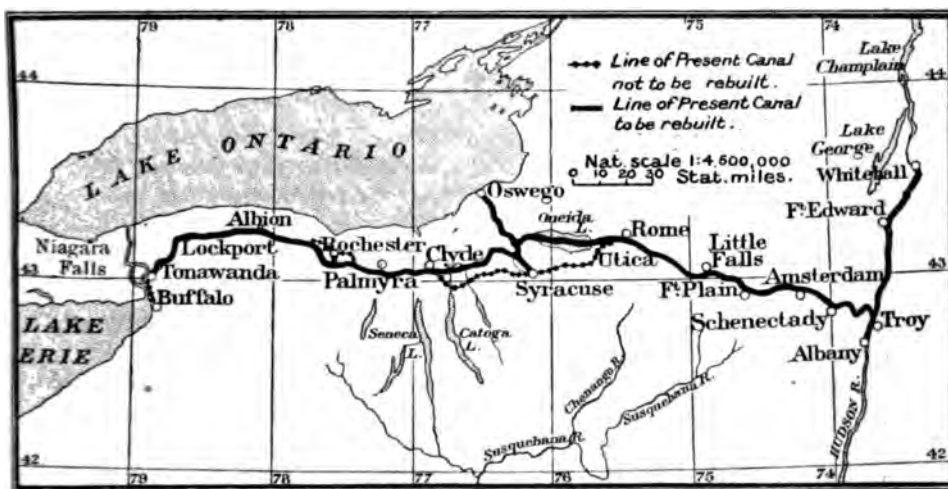 79
78
77
76
75
74
44
44
Line of Present Canal
not to be rebuilt.
Line of Present Canal
to be rebuilt.
Nat. scale 1:4,600,000
0 10 20 30 Stat. miles.
Lake
Champlain
Lake
George
Whitehall
LAKE ONTARIO
Oswego
Oneida
L.
Ft. Edward
Albion
Rome
Niagara
Falls
Lockport
Rochester
Clyde
Utica
Little
Falls
43
43
Tonawanda
Palmyra
Syracuse
Ft. Plain
Amsterdam
Buffalo
Schenectady
Troy
LAKE
ERIE
Seneca
L.
Catoga
L.
Albany
Chenango R.
Susquehana R.
Susquebana R.
HUDSON R.
42
42
79
78
77
76
75
74